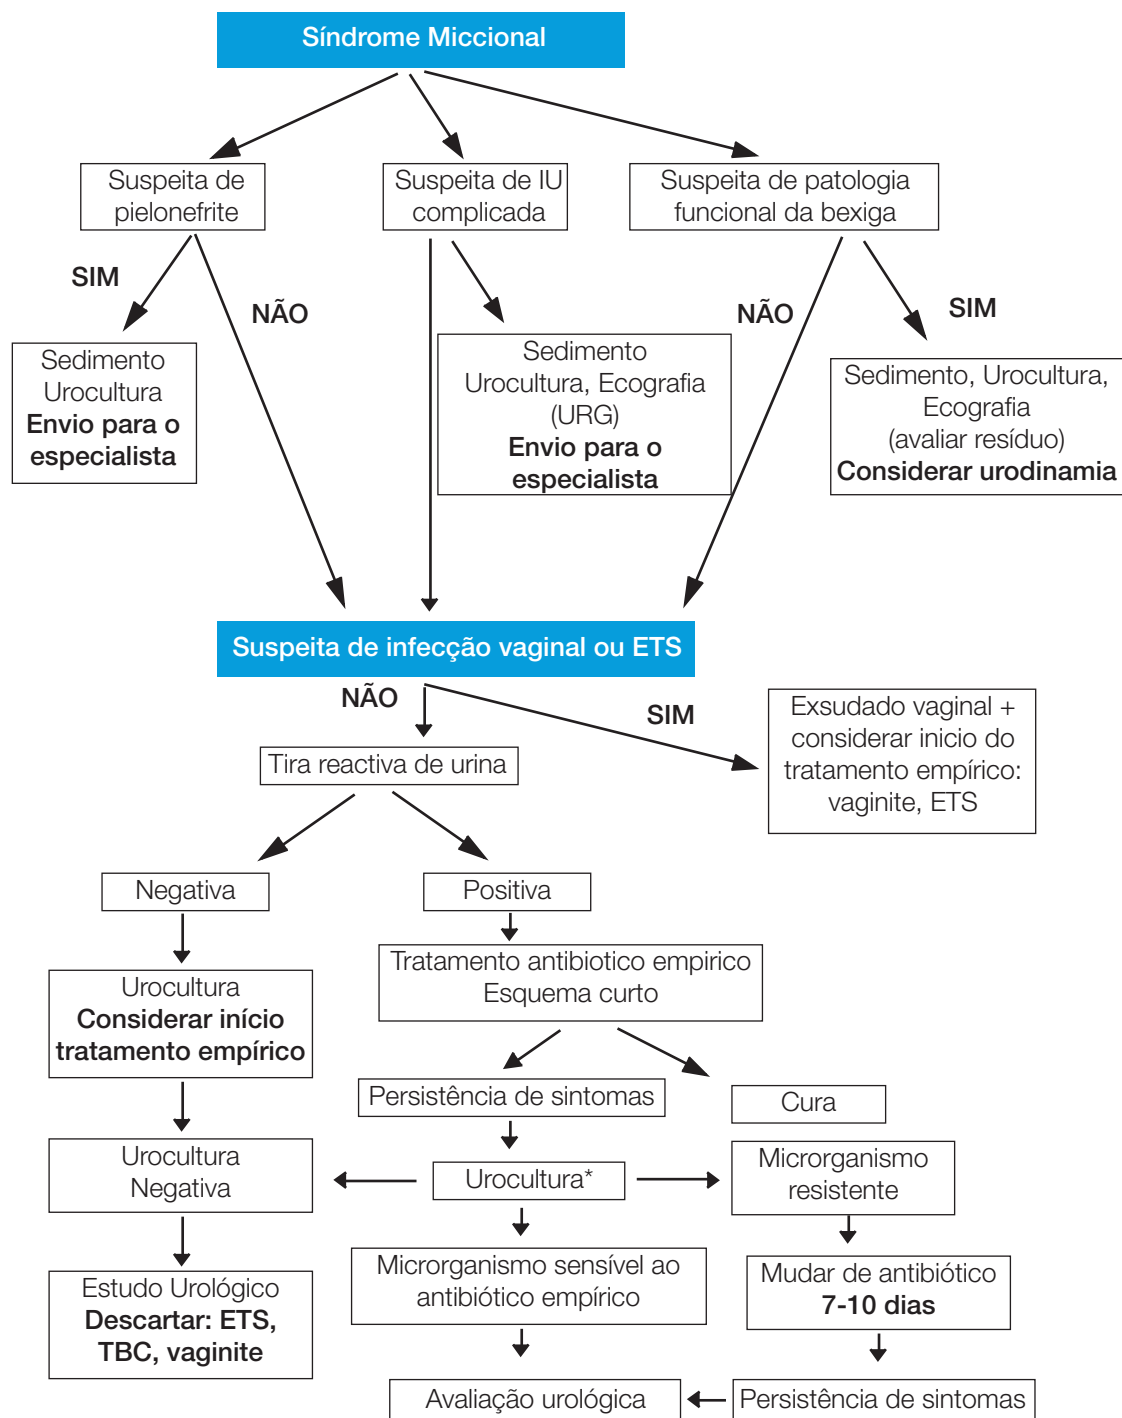 Síndrome Miccional
Suspeita de
pielonefrite
Suspeita de IU
complicada
Suspeita de patologia
funcional da bexiga
SIM
NÃO
NÃO
SIM
Sedimento
Urocultura
Envio para o
especialista
Sedimento
Urocultura, Ecografia
(URG)
Envio para o
especialista
Sedimento, Urocultura,
Ecografia
(avaliar resíduo)
Considerar urodinamia
Suspeita de infecção vaginal ou ETS
NÃO
SIM
Exsudado vaginal +
considerar inicio do
tratamento empírico:
vaginite, ETS
Tira reactiva de urina
Negativa
Positiva
Urocultura
Considerar início
tratamento empírico
Tratamento antibiotico empirico
Esquema curto
Persistência de sintomas
Cura
Urocultura
Negativa
Urocultura*
Microrganismo
resistente
Estudo Urológico
Descartar: ETS,
TBC, vaginite
Microrganismo sensível ao
antibiótico empírico
Mudar de antibiótico
7-10 dias
Avaliação urológica
Persistência de sintomas